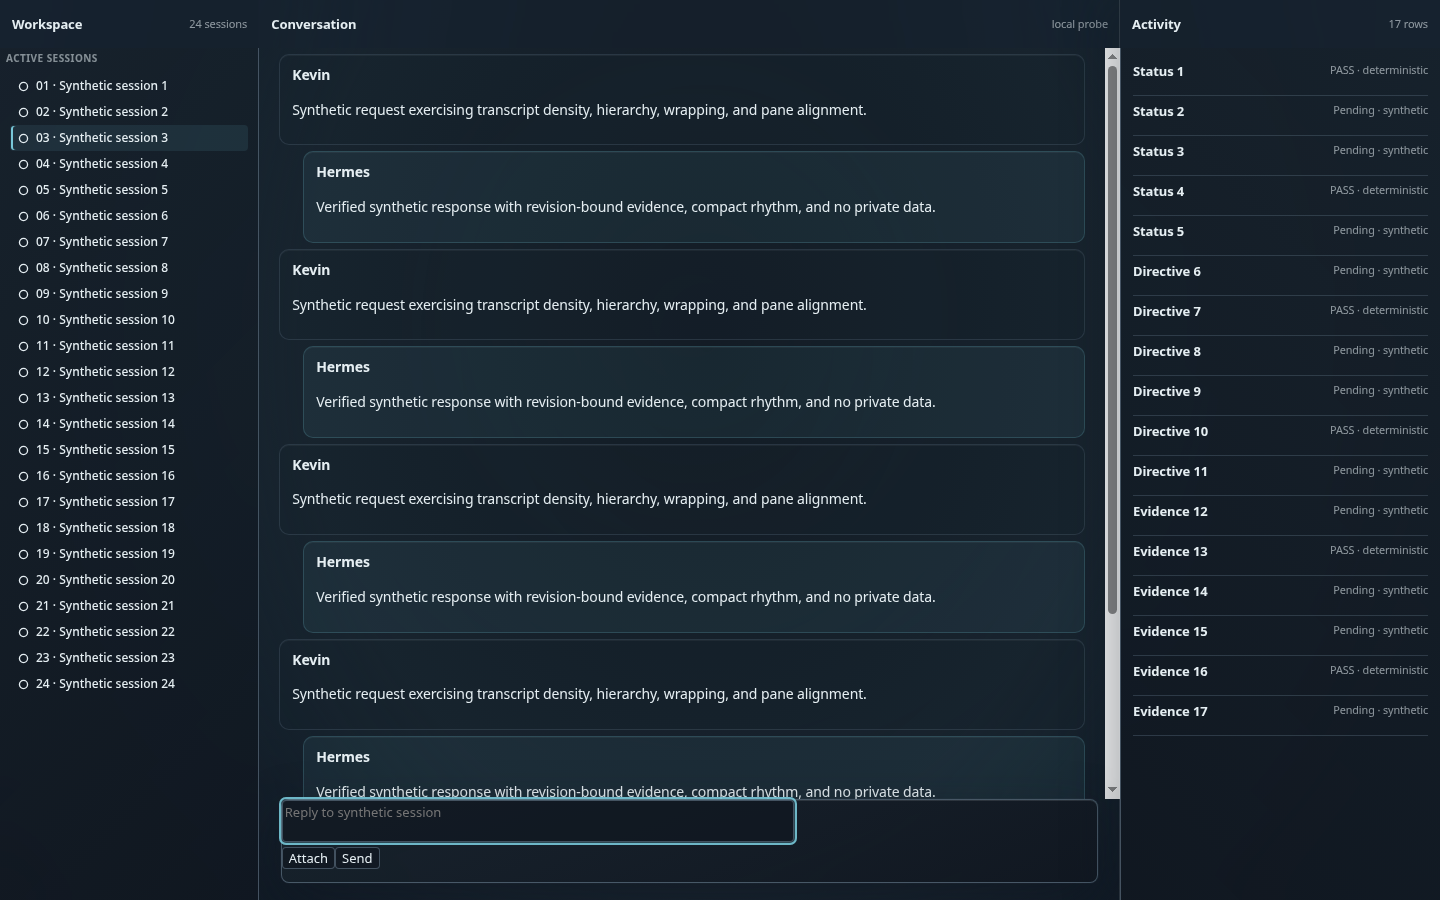 Workspace
24 sessions
ACTIVE SESSIONS
01 · Synthetic session 1
02 · Synthetic session 2
03 · Synthetic session 3
04 · Synthetic session 4
05 · Synthetic session 5
06 · Synthetic session 6
07 · Synthetic session 7
08 · Synthetic session 8
09 · Synthetic session 9
10 · Synthetic session 10
11 · Synthetic session 11
12 · Synthetic session 12
13 · Synthetic session 13
14 · Synthetic session 14
15 · Synthetic session 15
16 · Synthetic session 16
17 · Synthetic session 17
18 · Synthetic session 18
19 · Synthetic session 19
20 · Synthetic session 20
21 · Synthetic session 21
22 · Synthetic session 22
23 · Synthetic session 23
24 · Synthetic session 24
Conversation
local probe
Kevin
Synthetic request exercising transcript density, hierarchy, wrapping, and pane alignment.
Hermes
Verified synthetic response with revision-bound evidence, compact rhythm, and no private data.
Kevin
Synthetic request exercising transcript density, hierarchy, wrapping, and pane alignment.
Hermes
Verified synthetic response with revision-bound evidence, compact rhythm, and no private data.
Kevin
Synthetic request exercising transcript density, hierarchy, wrapping, and pane alignment.
Hermes
Verified synthetic response with revision-bound evidence, compact rhythm, and no private data.
Kevin
Synthetic request exercising transcript density, hierarchy, wrapping, and pane alignment.
Hermes
Verified synthetic response with revision-bound evidence, compact rhythm, and no private data.
Reply to synthetic session
Attach Send
Activity
17 rows
Status 1 PASS · deterministic
Status 2 Pending · synthetic
Status 3 Pending · synthetic
Status 4 PASS · deterministic
Status 5 Pending · synthetic
Directive 6 Pending · synthetic
Directive 7 PASS · deterministic
Directive 8 Pending · synthetic
Directive 9 Pending · synthetic
Directive 10 PASS · deterministic
Directive 11 Pending · synthetic
Evidence 12 Pending · synthetic
Evidence 13 PASS · deterministic
Evidence 14 Pending · synthetic
Evidence 15 Pending · synthetic
Evidence 16 PASS · deterministic
Evidence 17 Pending · synthetic